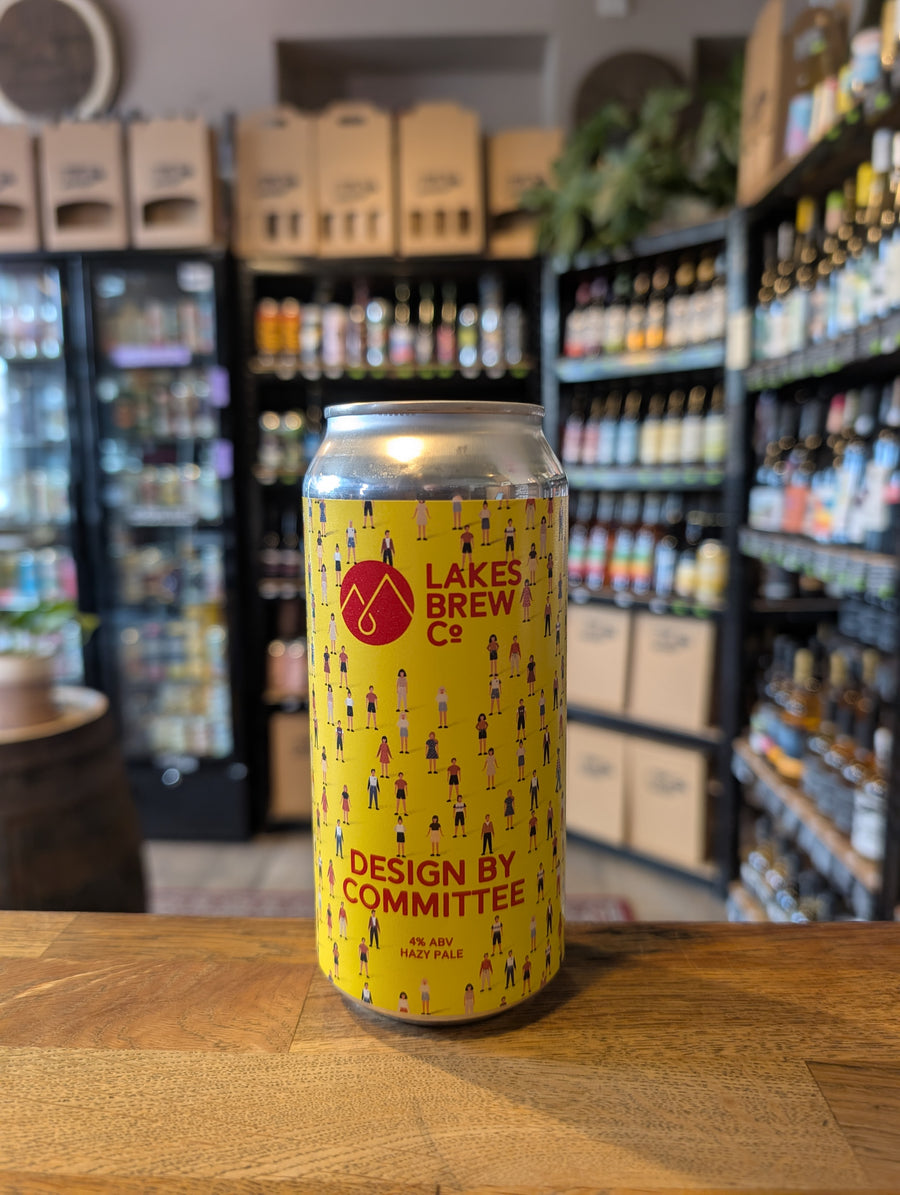 LAKES
BREW
Cº
DESIGN BY
COMMITTEE
4% ABV
HAZY PALE